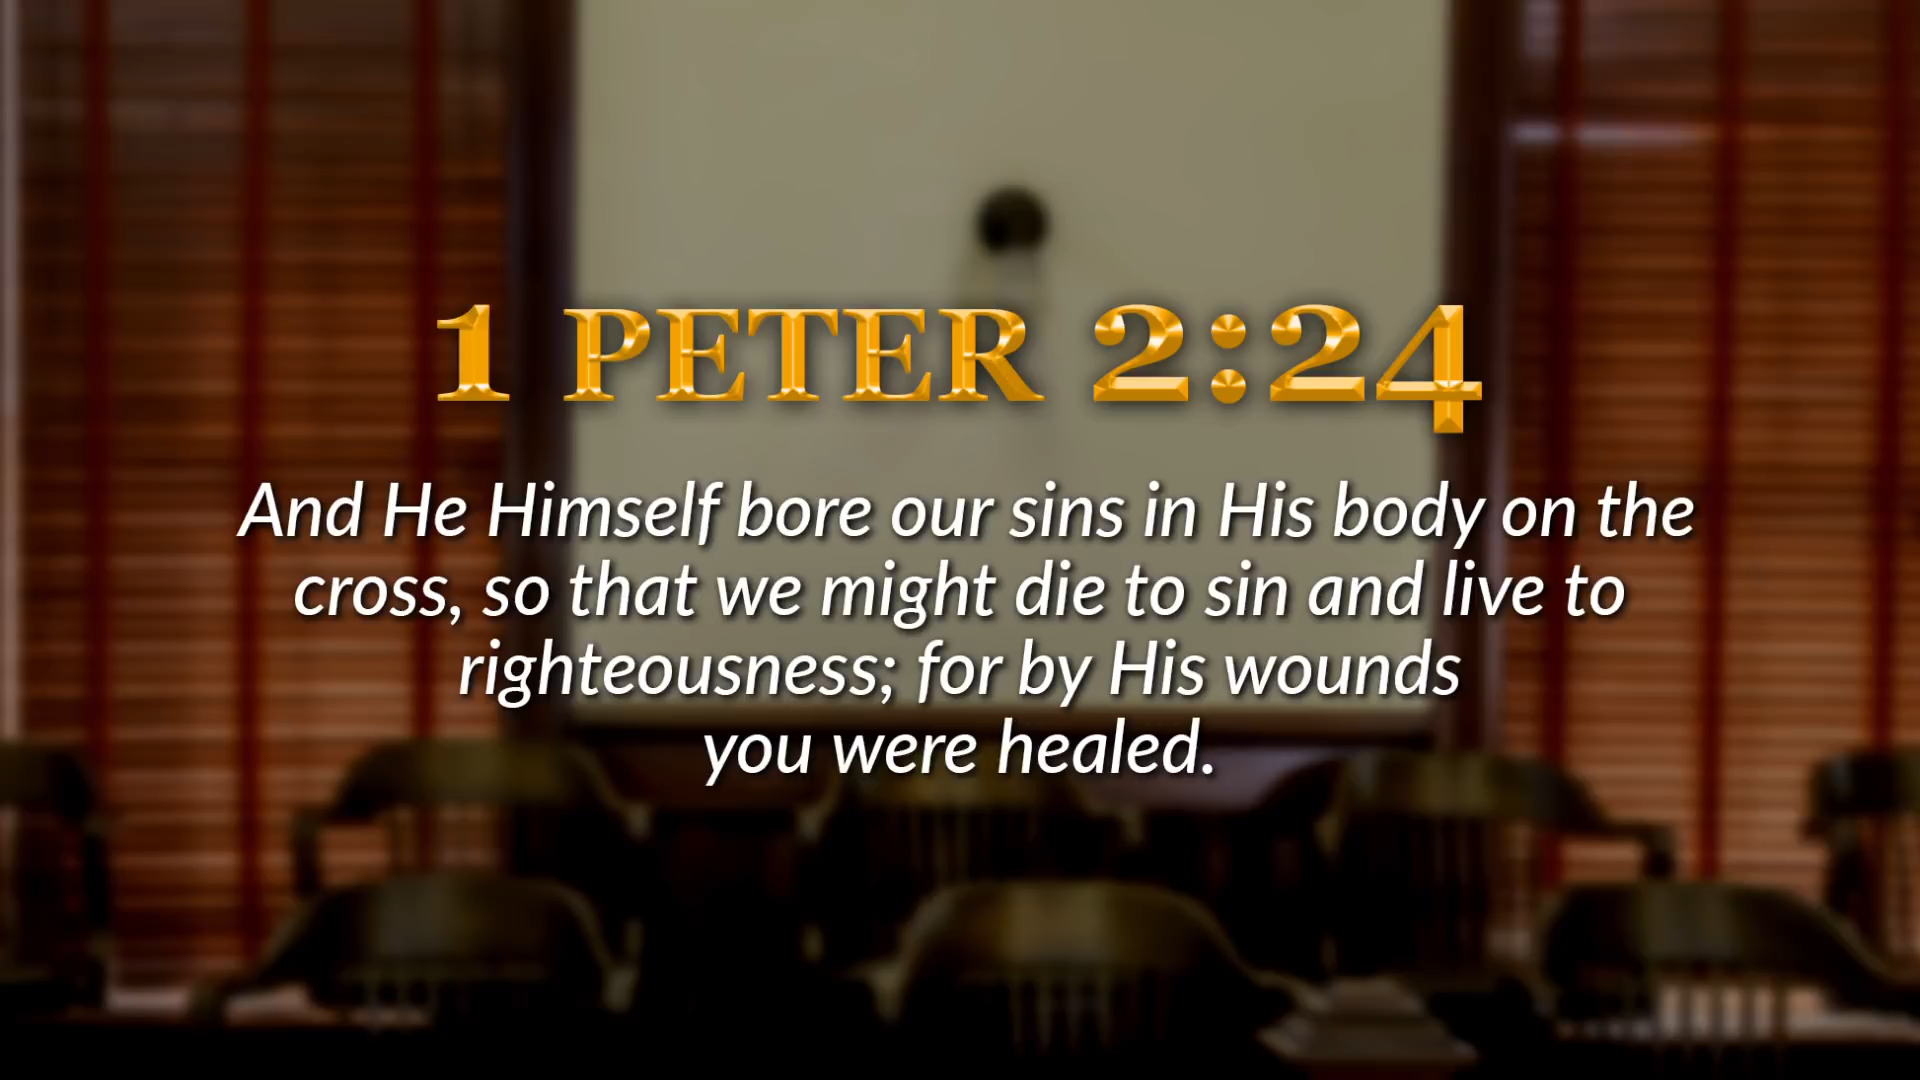 1 PETER 2:24
And He Himself bore our sins in His body on the
cross, so that we might die to sin and live to
righteousness; for by His wounds
you were healed.